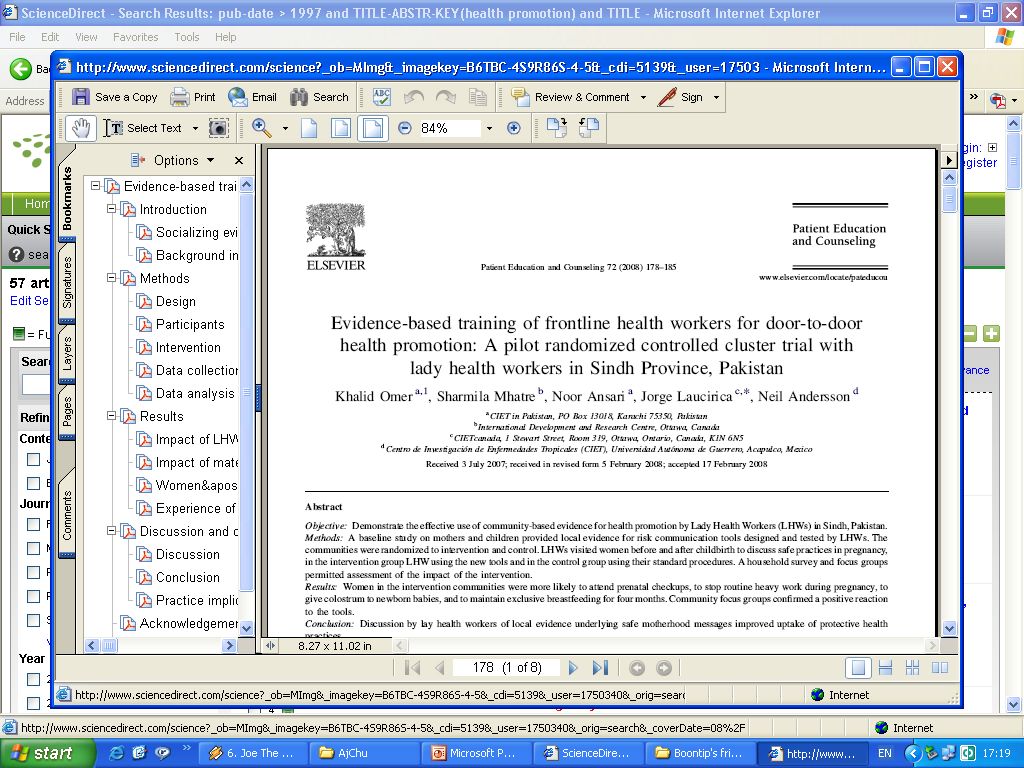 ScienceDirect - Search Results: pub-date > 1997 and TITLE-ABSTR-KEY(health promotion) and TITLE - Microsoft Internet Explorer
File Edit View Favorites Tools Help
Address
http://www.sciencedirect.com/science?_ob=MImg&_imagekey=B6TBC-4S9R86S-4-5&_cdi=5139&_user=17503 - Microsoft Intern...
Save a Copy Print Email Search Review & Comment Sign
Select Text 84%
Options
Bookmarks
Signatures
Layers
Pages
Comments
Evidence-based trai
Introduction
Socializing evi
Background in
Methods
Design
Participants
Intervention
Data collection
Data analysis
Results
Impact of LHW
Impact of mate
Women&apos
Experience of
Discussion and c
Discussion
Conclusion
Practice implic
Acknowledgemen
Quick S
57 art
Edit Se
Refin
Conte
Journ
Year
ELSEVIER
Patient Education and Counseling 72 (2008) 178–185
Patient Education
and Counseling
www.elsevier.com/locate/pateducou
Evidence-based training of frontline health workers for door-to-door
health promotion: A pilot randomized controlled cluster trial with
lady health workers in Sindh Province, Pakistan
Khalid Omer a,1, Sharmila Mhatre b, Noor Ansari a, Jorge Laucirica c,*, Neil Andersson d
a CIET in Pakistan, PO Box 13018, Karachi 75350, Pakistan
b International Development and Research Centre, Ottawa, Canada
c CIETcanada, 1 Stewart Street, Room 319, Ottawa, Ontario, Canada, K1N 6N5
d Centro de Investigación de Enfermedades Tropicales (CIET), Universidad Autónoma de Guerrero, Acapulco, Mexico
Received 3 July 2007; received in revised form 5 February 2008; accepted 17 February 2008
Abstract
Objective: Demonstrate the effective use of community-based evidence for health promotion by Lady Health Workers (LHWs) in Sindh, Pakistan.
Methods: A baseline study on mothers and children provided local evidence for risk communication tools designed and tested by LHWs. The
communities were randomized to intervention and control. LHWs visited women before and after childbirth to discuss safe practices in pregnancy,
in the intervention group LHW using the new tools and in the control group using their standard procedures. A household survey and focus groups
permitted assessment of the impact of the intervention.
Results: Women in the intervention communities were more likely to attend prenatal checkups, to stop routine heavy work during pregnancy, to
give colostrum to newborn babies, and to maintain exclusive breastfeeding for four months. Community focus groups confirmed a positive reaction
to the tools.
Conclusion: Discussion by lay health workers of local evidence underlying safe motherhood messages improved uptake of protective health
practices.
8.27 x 11.02 in
178 (1 of 8)
http://www.sciencedirect.com/science?_ob=MImg&_imagekey=B6TBC-4S9R86S-4-5&_cdi=5139&_user=1750340&_orig=searc
Internet
http://www.sciencedirect.com/science?_ob=MImg&_imagekey=B6TBC-4S9R86S-4-5&_cdi=5139&_user=1750340&_orig=search&_coverDate=08%2F
Internet
start 6. Joe The ... AjChu Microsoft P... ScienceDire... Boontip's fri... http://www... EN 17:19